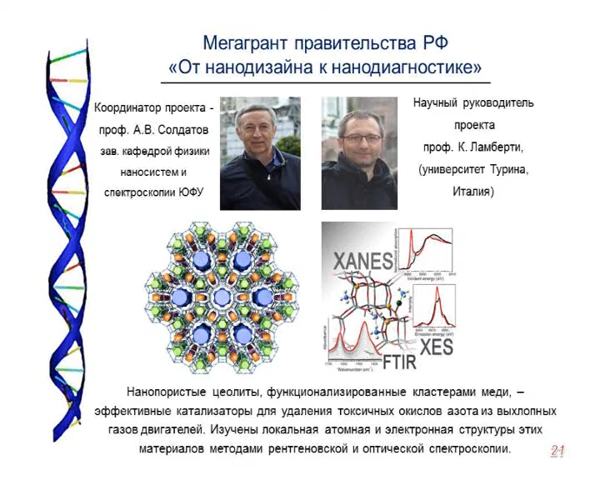 Мегагрант правительства РФ
«От нанодизайна к нанодиагностике»
Координатор проекта -
проф. А.В. Солдатов
зав. кафедрой физики
наносистем и
спектроскопии ЮФУ
Научный руководитель
проекта
проф. К. Ламберти,
(университет Турина,
Италия)
XANES
XES
FTIR
Нанопористые цеолиты, функционализированные кластерами меди, –
эффективные катализаторы для удаления токсичных окислов азота из выхлопных
газов двигателей. Изучены локальная атомная и электронная структуры этих
материалов методами рентгеновской и оптической спектроскопии.
21